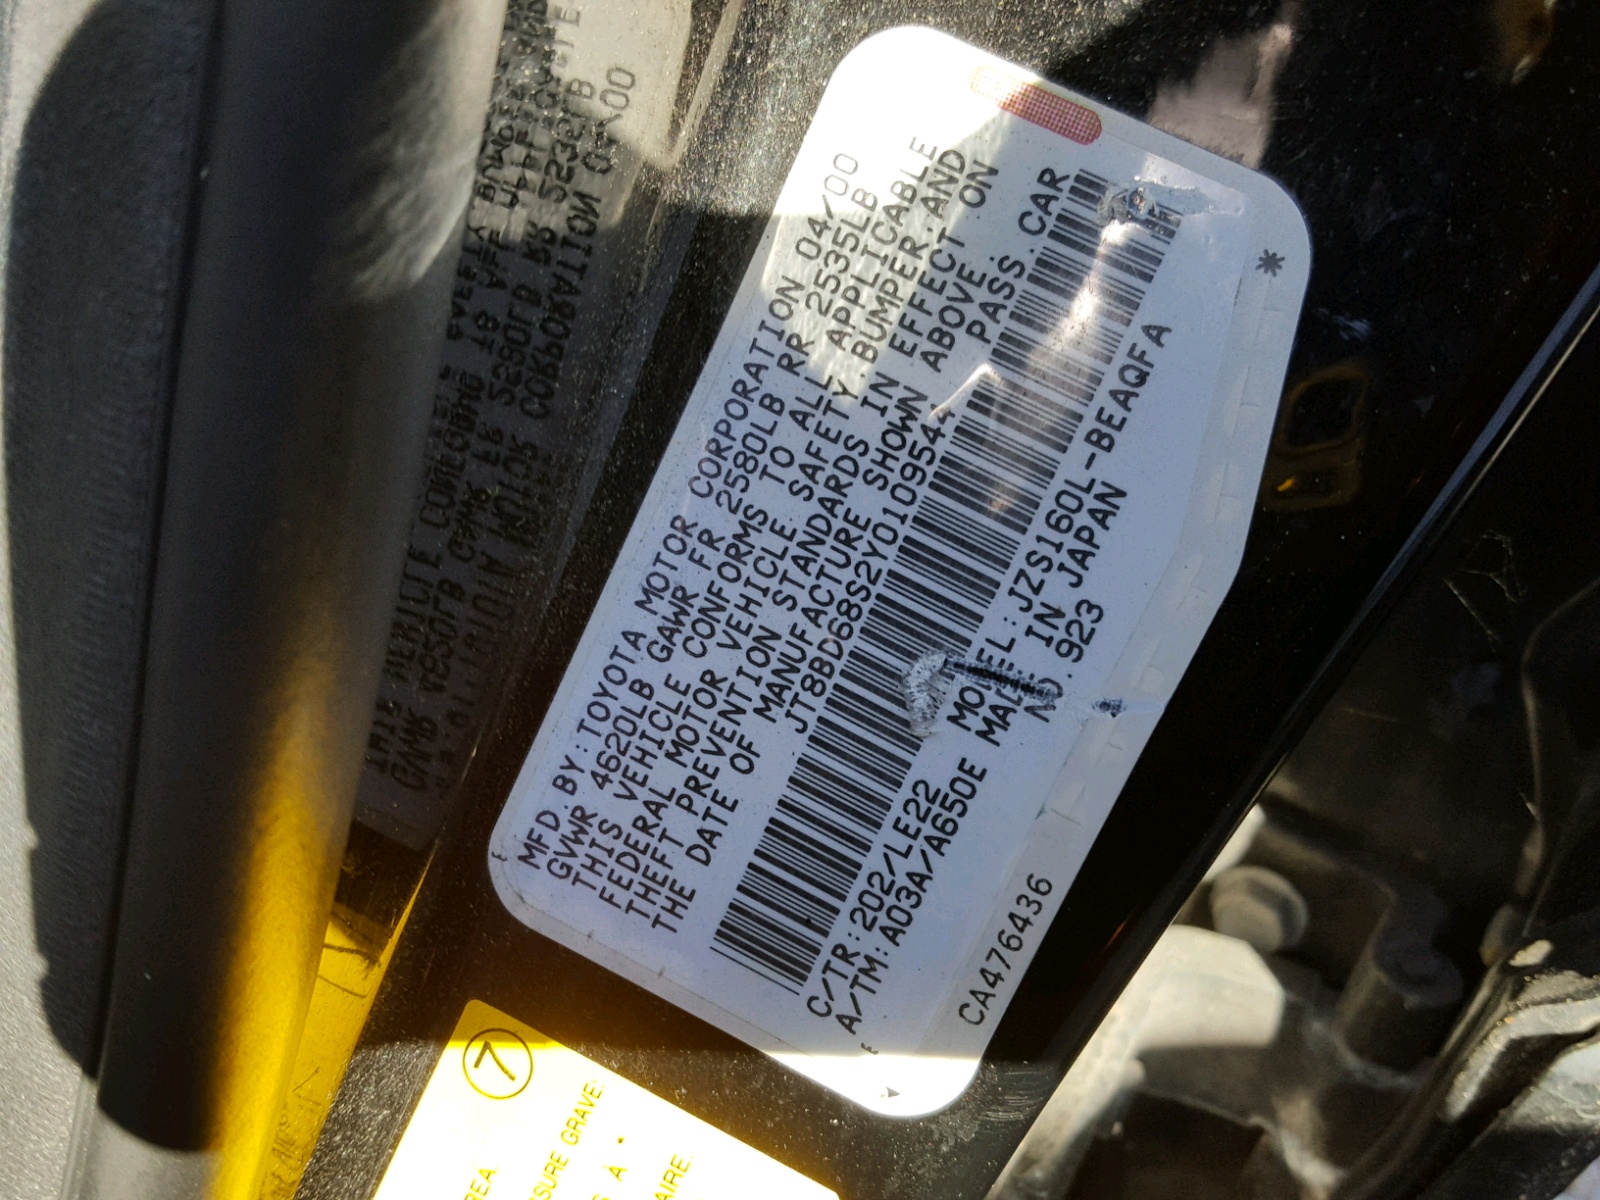 MFD.BY:TOYOTA MOTOR CORPORATION 04/00
GVWR 4620LB GAWR FR 2580LB RR 2535LB
THIS VEHICLE CONFORMS TO ALL APPLICABLE
FEDERAL MOTOR VEHICLE SAFETY.BUMPER.AND
THEFT PREVENTION STANDARDS IN EFFECT ON
THE DATE OF MANUFACTURE SHOWN ABOVE.
JT8BD68S2Y0109544 PASS.CAR
C/TR:202/LE22 MODEL:JZS160L-BEAQFA
A/TM:A03A/A650E MADE IN JAPAN
NO.923
CA476436
*
7